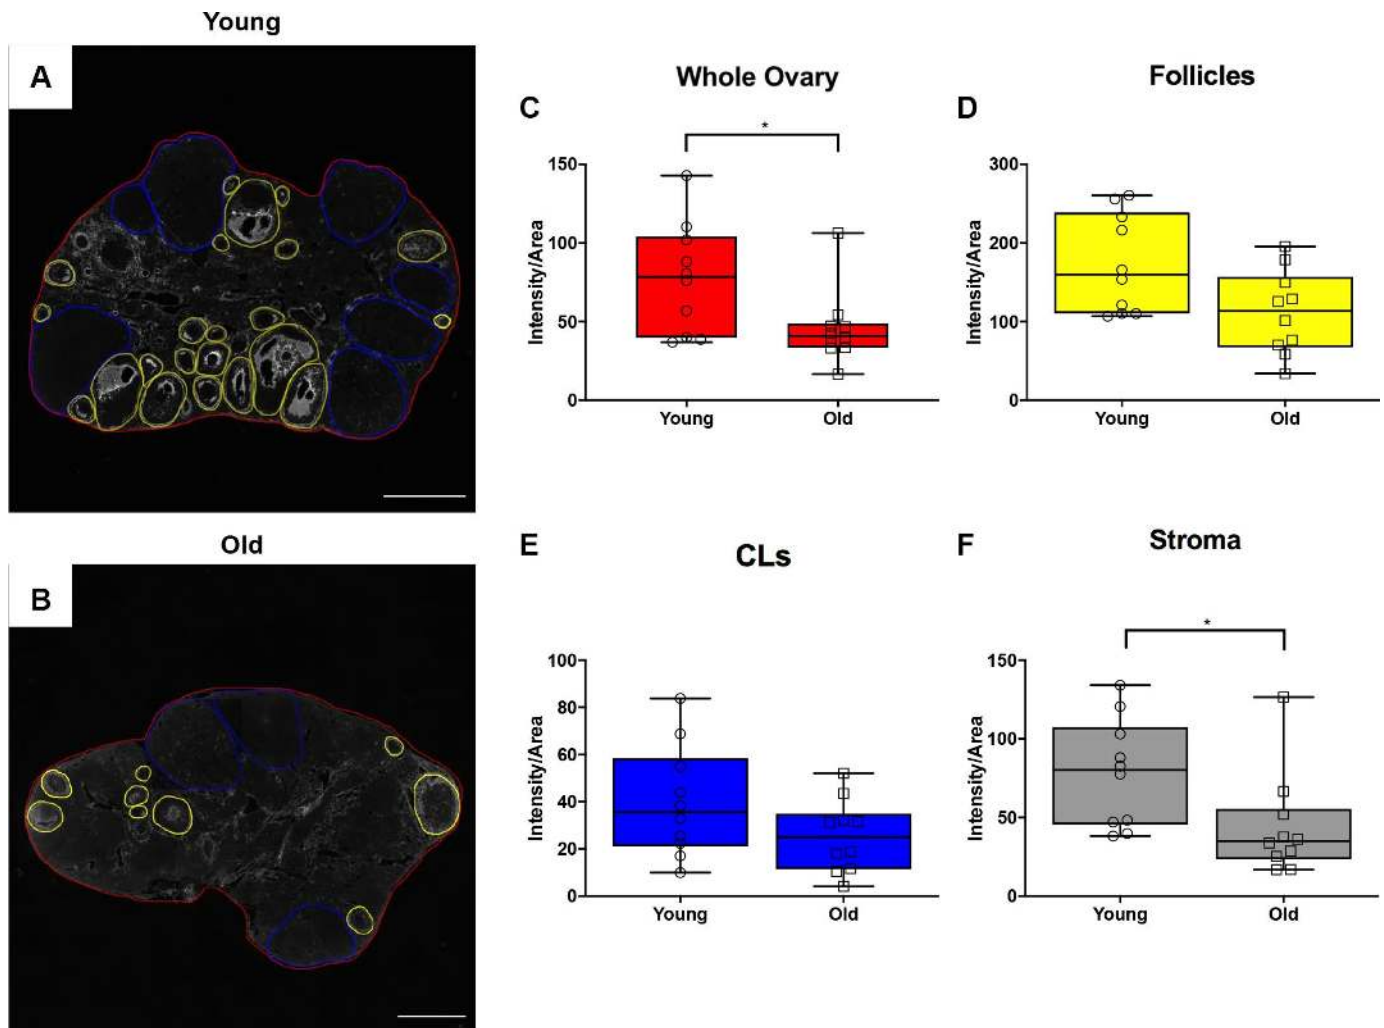 Young
A
Old
B
C
Whole Ovary
*
Intensity/Area
150
100
50
0
Young
Old
D
Follicles
Intensity/Area
300
200
100
0
Young
Old
E
CLs
Intensity/Area
100
80
60
40
20
0
Young
Old
F
Stroma
*
Intensity/Area
150
100
50
0
Young
Old